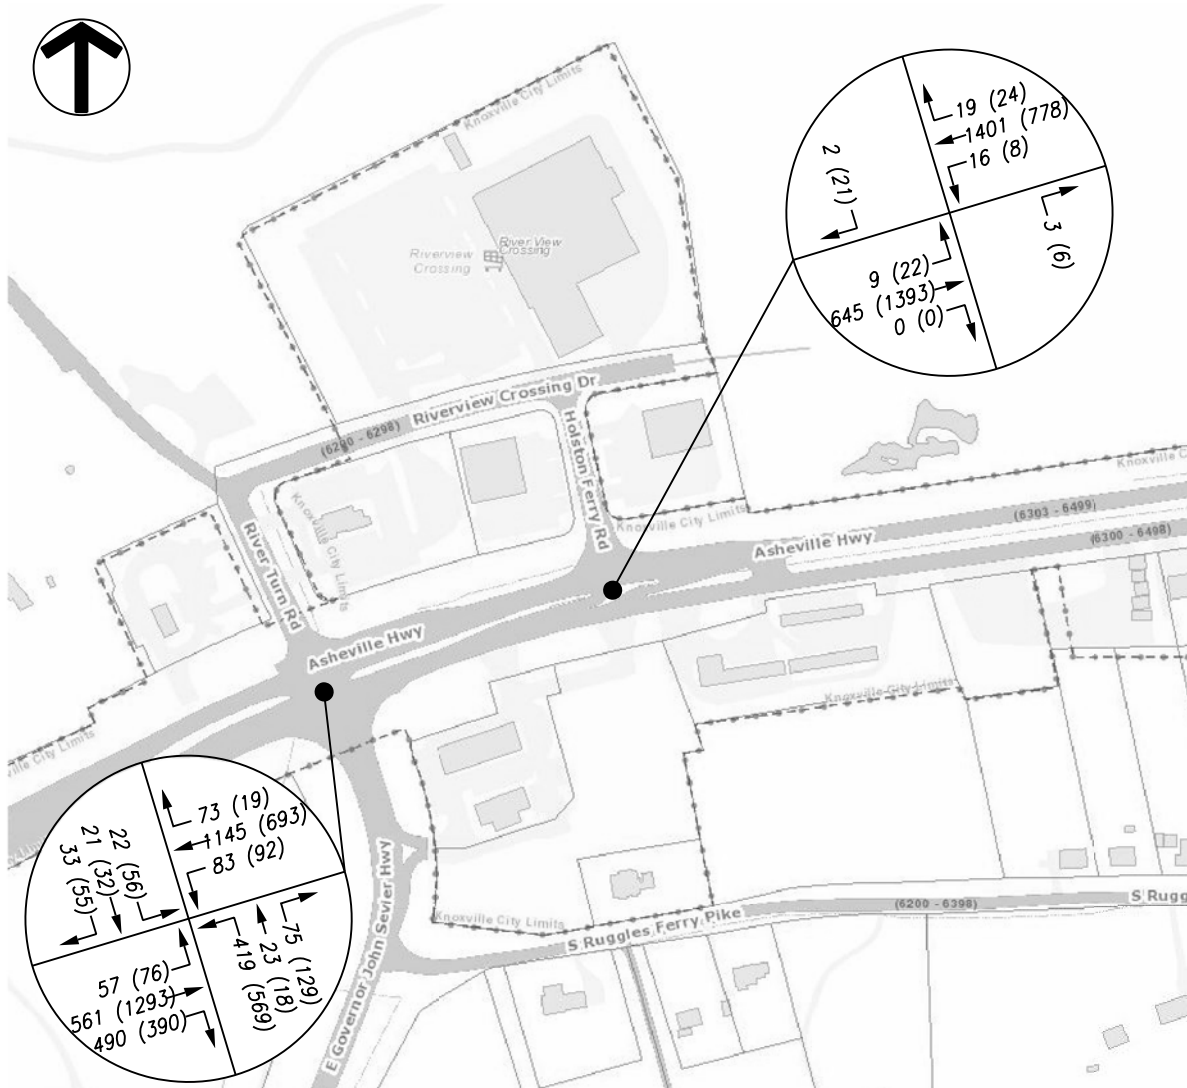 Knoxville City Limits
River View
Crossing
Riverview
Crossing
19 (24)
1401 (778)
16 (8)
2 (21)
3 (6)
9 (22)
645 (1393)
0 (0)
Riverview Crossing Dr
(6200 - 6298)
Holston Ferry Rd
Knoxville City Limits
River Turn Rd
Knoxville City Limits
Knoxville C
(6303 - 6499)
Asheville Hwy
(6300 - 6498)
Asheville Hwy
Knoxville City Limits
ville City Limits
73 (19)
1145 (693)
83 (92)
22 (56)
21 (32)
33 (55)
75 (129)
23 (18)
419 (569)
57 (76)
561 (1293)
490 (390)
E Governor John Sevier Hwy
Knoxville City Limits
S Ruggles Ferry Pike
(6200 - 6398)
S Rugg